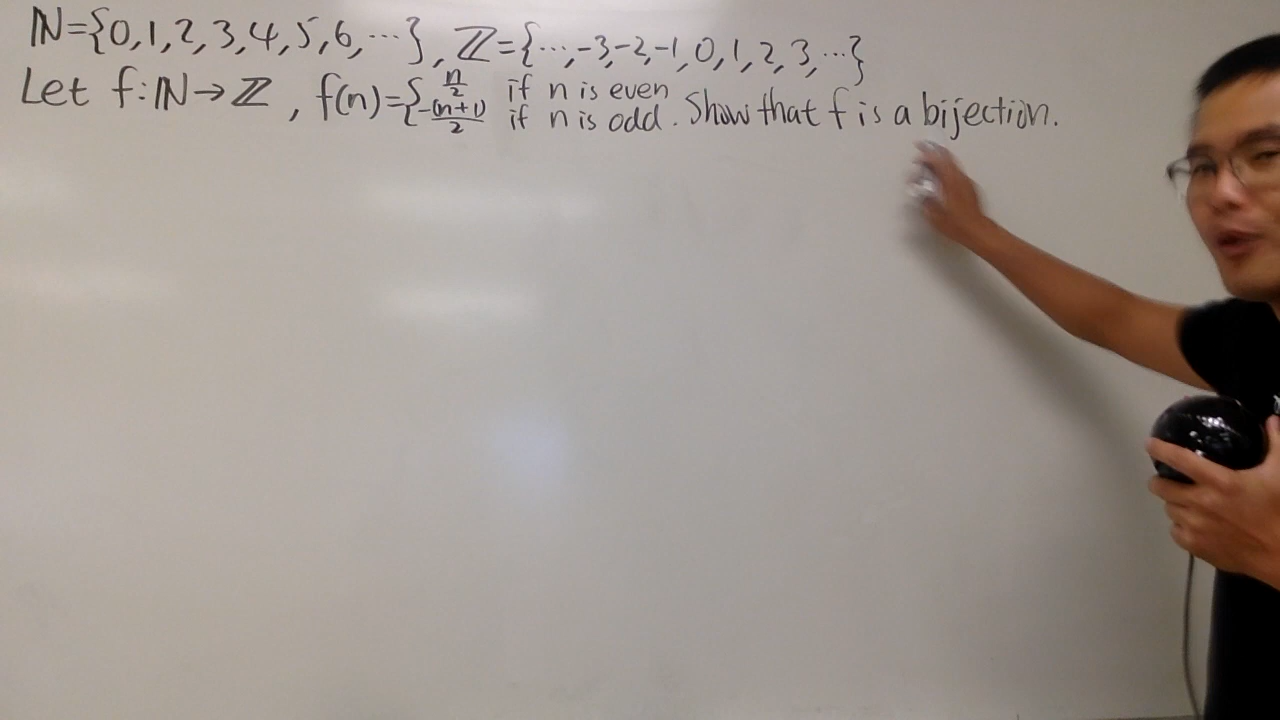 ℕ={0,1,2,3,4,5,6,⋯}, ℤ={⋯,-3,-2,-1,0,1,2,3,⋯}
Let f:ℕ→ℤ, f(n)={ n/2 if n is even
-(n+1)/2 if n is odd. Show that f is a bijection.